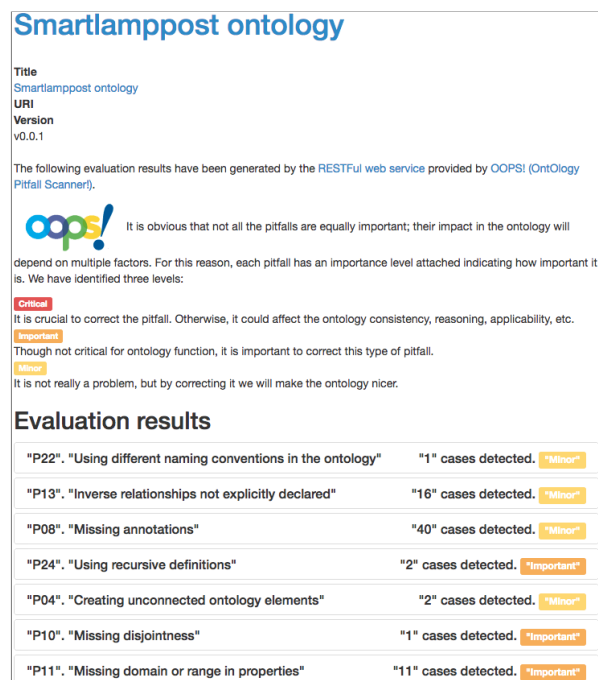 Smartlamppost ontology
Title
Smartlamppost ontology
URI
Version
v0.0.1
The following evaluation results have been generated by the RESTFul web service provided by OOPS! (OntOlogy
Pitfall Scanner!).
oops!
It is obvious that not all the pitfalls are equally important; their impact in the ontology will
depend on multiple factors. For this reason, each pitfall has an importance level attached indicating how important it
is. We have identified three levels:
Critical
It is crucial to correct the pitfall. Otherwise, it could affect the ontology consistency, reasoning, applicability, etc.
Important
Though not critical for ontology function, it is important to correct this type of pitfall.
Minor
It is not really a problem, but by correcting it we will make the ontology nicer.
Evaluation results
"P22". "Using different naming conventions in the ontology" "1" cases detected. "Minor"
"P13". "Inverse relationships not explicitly declared" "16" cases detected. "Minor"
"P08". "Missing annotations" "40" cases detected. "Minor"
"P24". "Using recursive definitions" "2" cases detected. "Important"
"P04". "Creating unconnected ontology elements" "2" cases detected. "Minor"
"P10". "Missing disjointness" "1" cases detected. "Important"
"P11". "Missing domain or range in properties" "11" cases detected. "Important"